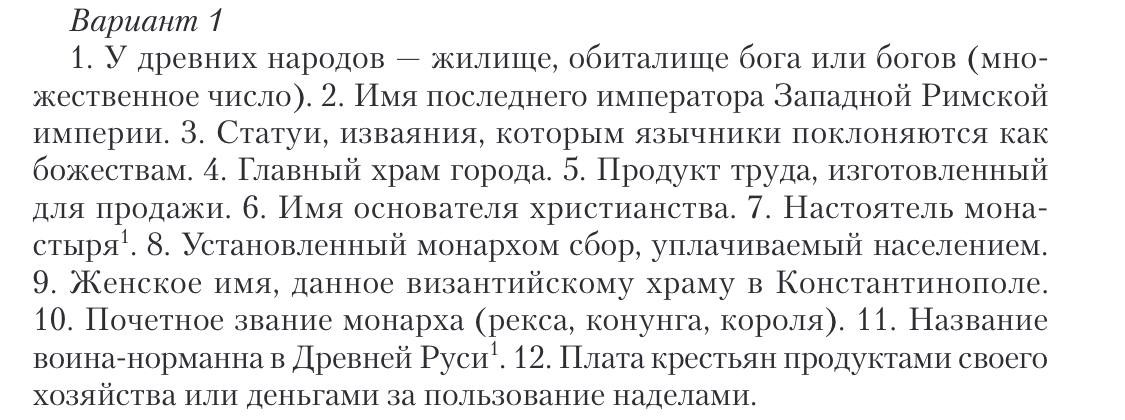 Вариант 1
1. У древних народов — жилище, обиталище бога или богов (мно-
жественное число). 2. Имя последнего императора Западной Римской
империи. 3. Статуи, изваяния, которым язычники поклоняются как
божествам. 4. Главный храм города. 5. Продукт труда, изготовленный
для продажи. 6. Имя основателя христианства. 7. Настоятель мона-
стыря¹. 8. Установленный монархом сбор, уплачиваемый населением.
9. Женское имя, данное византийскому храму в Константинополе.
10. Почетное звание монарха (рекса, конунга, короля). 11. Название
воина-норманна в Древней Руси¹. 12. Плата крестьян продуктами своего
хозяйства или деньгами за пользование наделами.